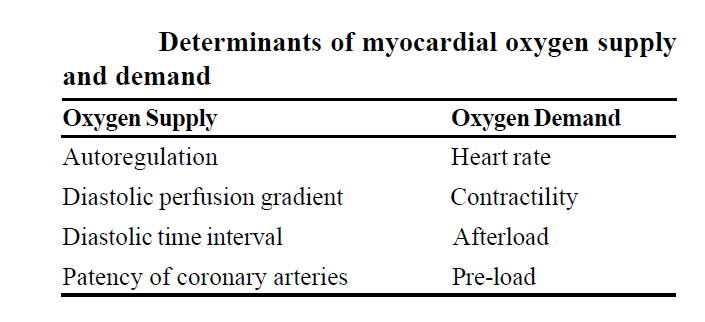 Determinants of myocardial oxygen supply
and demand
Oxygen Supply Oxygen Demand
Autoregulation Heart rate
Diastolic perfusion gradient Contractility
Diastolic time interval Afterload
Patency of coronary arteries Pre-load